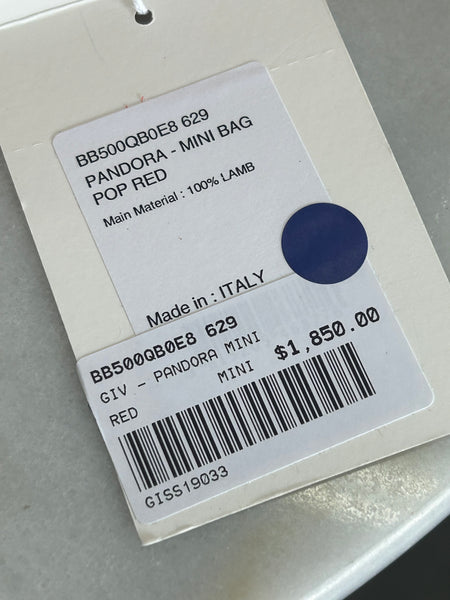 BB500QB0E8 629
PANDORA - MINI BAG
POP RED
Main Material : 100% LAMB
Made in : ITALY
BB500QB0E8 629
GIV - PANDORA MINI $1,850.00
RED MINI
GISS19033